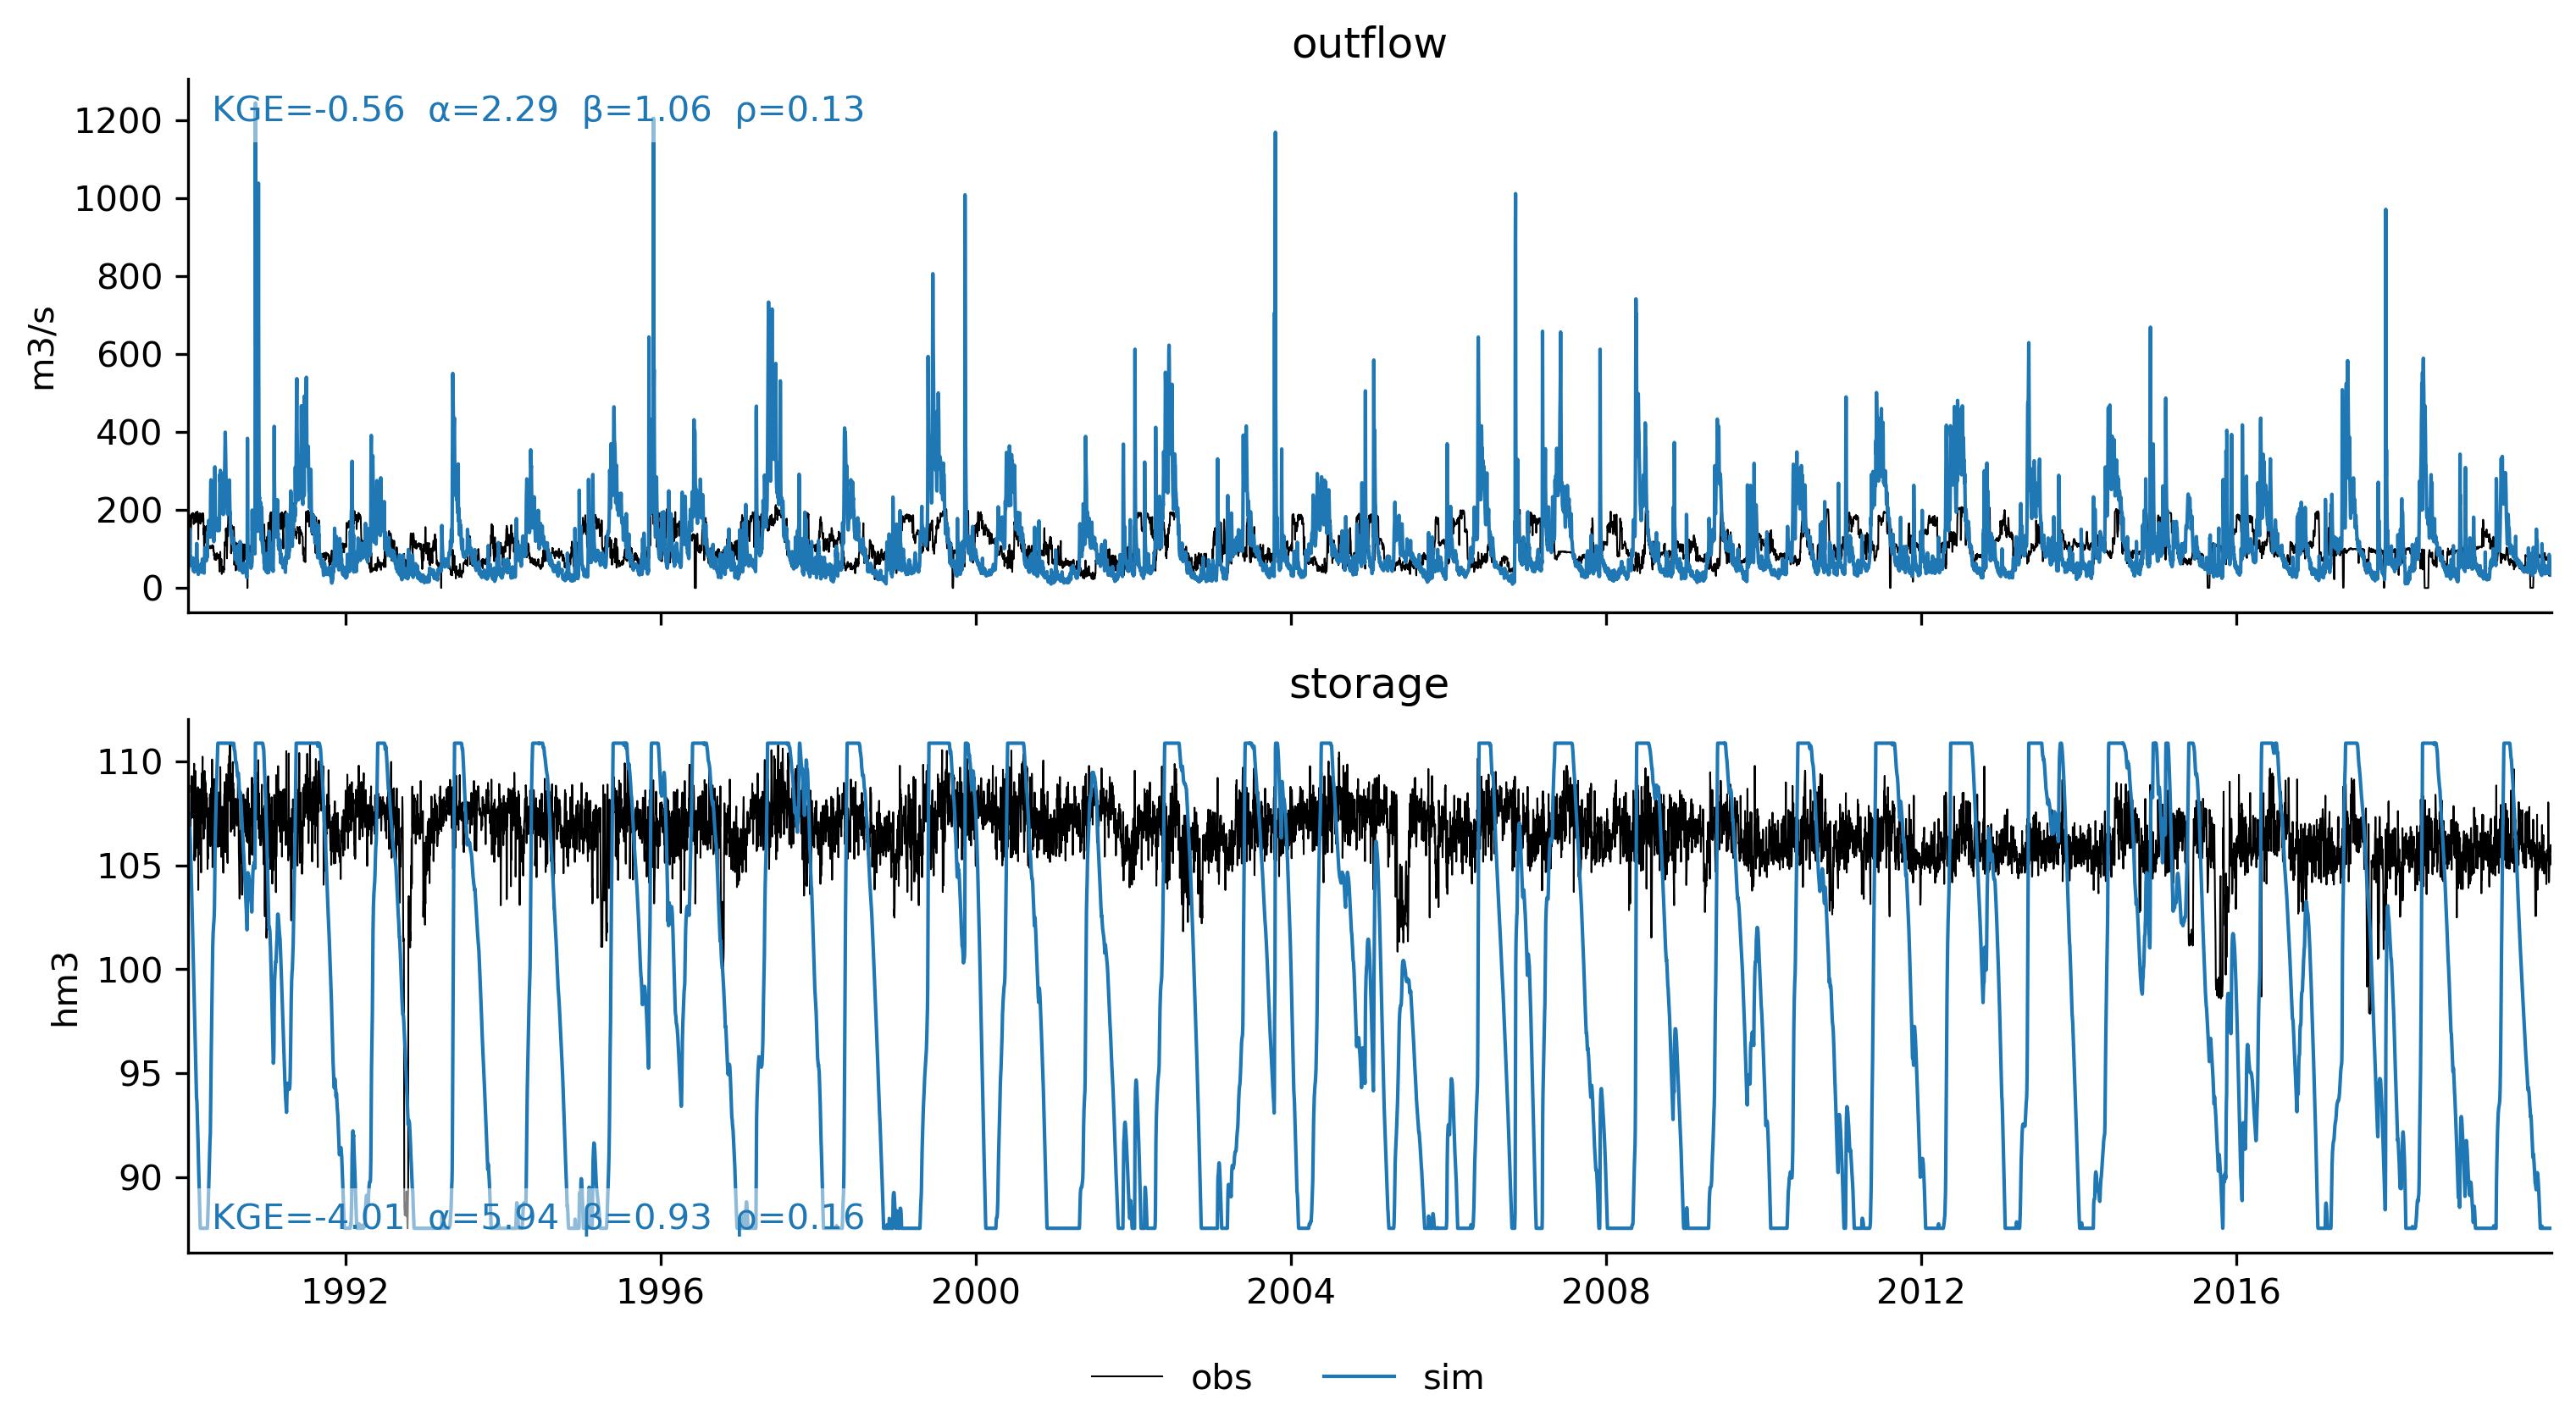 outflow
KGE=-0.56 α=2.29 β=1.06 ρ=0.13
1200
1000
800
600
400
200
0
m3/s
storage
110
105
100
95
90
hm3
KGE=-4.01 α=5.94 β=0.93 ρ=0.16
1992 1996 2000 2004 2008 2012 2016
obs sim